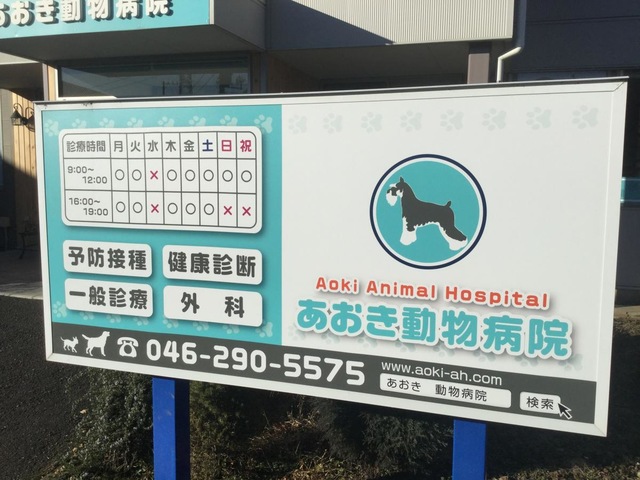 あおき動物病院
診療時間 月 火 水 木 金 土 日 祝
9:00〜12:00 ○ ○ × ○ ○ ○ ○ ○
16:00〜19:00 ○ ○ × ○ ○ ○ × ×
予防接種 健康診断
一般診療 外科
Aoki Animal Hospital
あおき動物病院
046-290-5575
www.aoki-ah.com
あおき 動物病院 検索